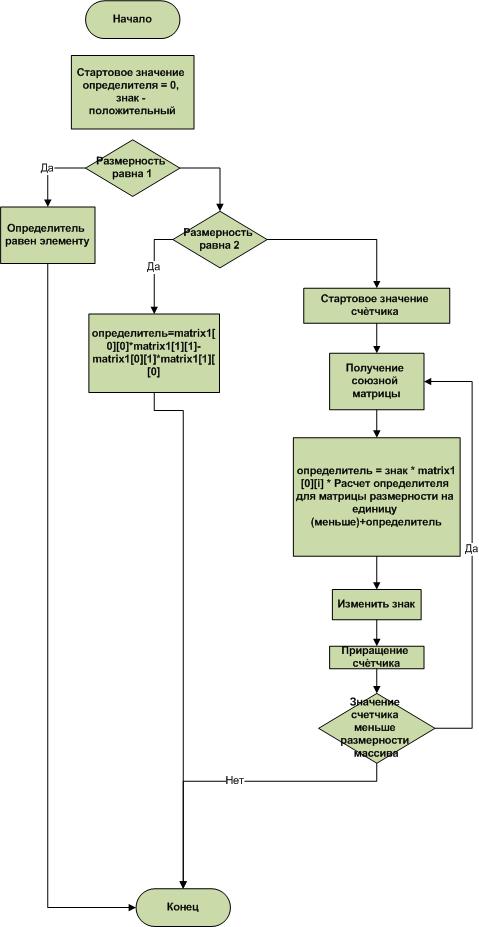 Начало
Стартовое значение
определителя = 0,
знак -
положительный
Размерность
равна 1
Да
Определитель
равен элементу
Размерность
равна 2
Да
определитель=matrix1[
0][0]*matrix1[1][1]-
matrix1[0][1]*matrix1[1][
[0]
Стартовое значение
счѐтчика
Получение
союзной
матрицы
определитель = знак * matrix1
[0][i] * Расчет определителя
для матрицы размерности на
единицу
(меньше)+определитель
Да
Изменить знак
Приращение
счѐтчика
Значение
счетчика
меньше
размерности
массива
Нет
Конец